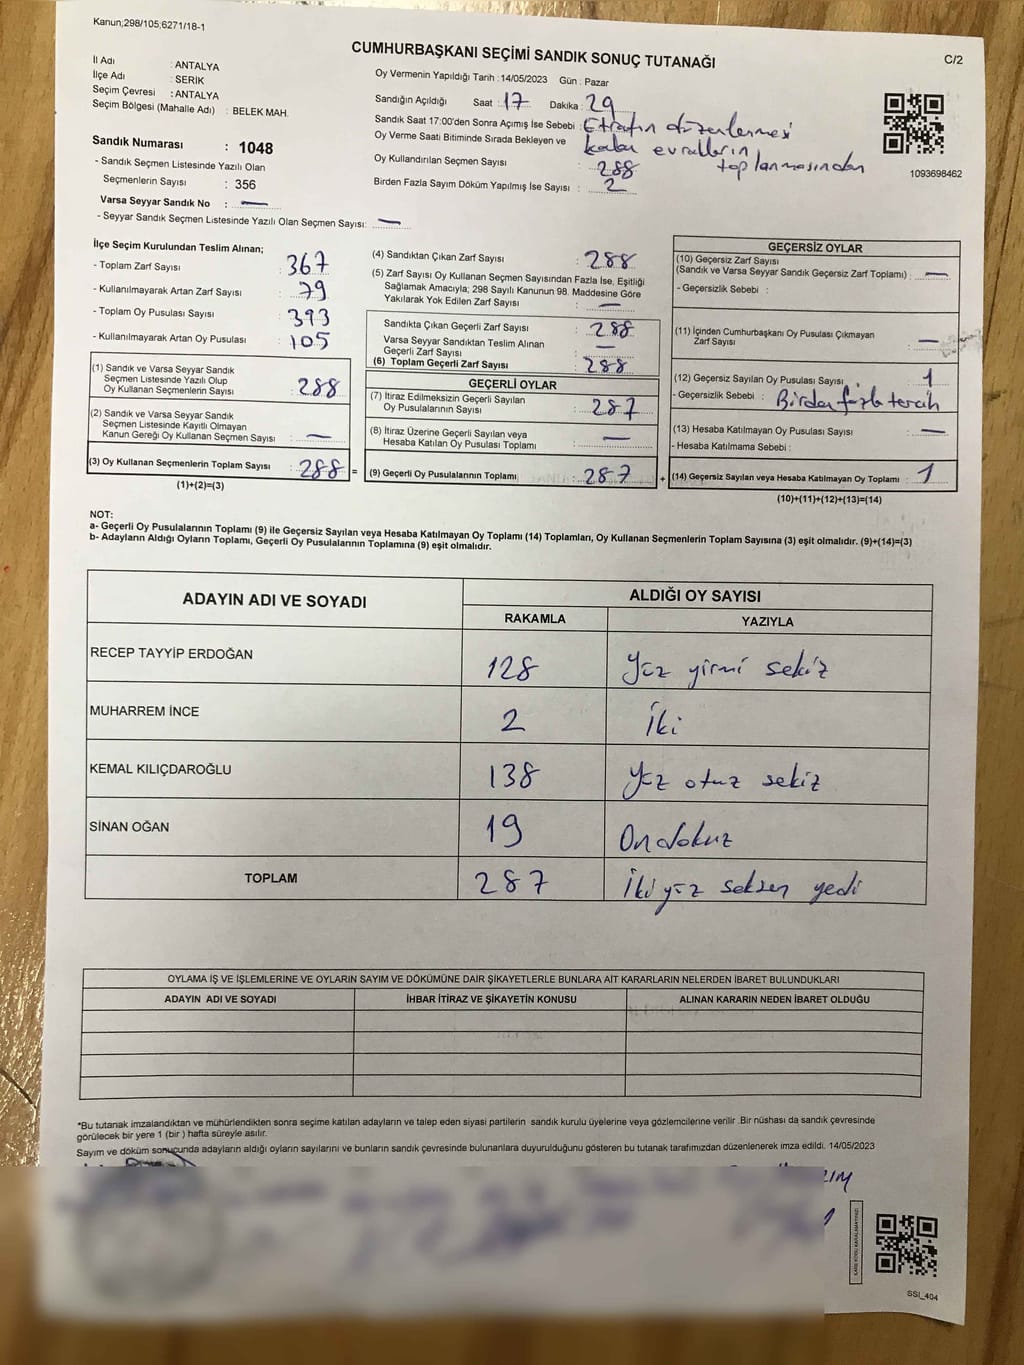 Kanun;298/105,6271/18-1
CUMHURBAŞKANI SEÇİMİ SANDIK SONUÇ TUTANAĞI
C/2
İl Adı : ANTALYA
İlçe Adı : SERİK
Seçim Çevresi : ANTALYA
Seçim Bölgesi (Mahalle Adı) : BELEK MAH.
Sandık Numarası : 1048
- Sandık Seçmen Listesinde Yazılı Olan
Seçmenlerin Sayısı : 356
Varsa Seyyar Sandık No : —
- Seyyar Sandık Seçmen Listesinde Yazılı Olan Seçmen Sayısı: —
Oy Vermenin Yapıldığı Tarih : 14/05/2023 Gün : Pazar
Sandığın Açıldığı Saat : 17 Dakika : 29
Sandık Saat 17:00'den Sonra Açımış İse Sebebi : Etrafın düzenlenmesi
Oy Verme Saati Bitiminde Sırada Bekleyen ve kalan evrakların toplanmasından
Oy Kullandırılan Seçmen Sayısı : 288
Birden Fazla Sayım Döküm Yapılmış İse Sayısı : 2
1093698462
İlçe Seçim Kurulundan Teslim Alınan;
- Toplam Zarf Sayısı : 367
- Kullanılmayarak Artan Zarf Sayısı : 79
- Toplam Oy Pusulası Sayısı : 393
- Kullanılmayarak Artan Oy Pusulası : 105
(1) Sandık ve Varsa Seyyar Sandık
Seçmen Listesinde Yazılı Olup
Oy Kullanan Seçmenlerin Sayısı : 288
(2) Sandık ve Varsa Seyyar Sandık
Seçmen Listesinde Kayıtlı Olmayan
Kanun Gereği Oy Kullanan Seçmen Sayısı : —
(3) Oy Kullanan Seçmenlerin Toplam Sayısı : 288 =
(1)+(2)=(3)
(4) Sandıktan Çıkan Zarf Sayısı : 288
(5) Zarf Sayısı Oy Kullanan Seçmen Sayısından Fazla İse, Eşitliği
Sağlamak Amacıyla; 298 Sayılı Kanunun 98. Maddesine Göre
Yakılarak Yok Edilen Zarf Sayısı : —
Sandıkta Çıkan Geçerli Zarf Sayısı : 288
Varsa Seyyar Sandıktan Teslim Alınan
Geçerli Zarf Sayısı : —
(6) Toplam Geçerli Zarf Sayısı : 288
GEÇERLİ OYLAR
(7) İtiraz Edilmeksizin Geçerli Sayılan
Oy Pusulalarının Sayısı : 287
(8) İtiraz Üzerine Geçerli Sayılan veya
Hesaba Katılan Oy Pusulası Toplamı : —
(9) Geçerli Oy Pusulalarının Toplamı : 287 +
GEÇERSİZ OYLAR
(10) Geçersiz Zarf Sayısı
(Sandık ve Varsa Seyyar Sandık Geçersiz Zarf Toplamı) : —
- Geçersizlik Sebebi :
(11) İçinden Cumhurbaşkanı Oy Pusulası Çıkmayan
Zarf Sayısı : —
(12) Geçersiz Sayılan Oy Pusulası Sayısı : 1
- Geçersizlik Sebebi : Birden fazla tercih
(13) Hesaba Katılmayan Oy Pusulası Sayısı : —
- Hesaba Katılmama Sebebi :
(14) Geçersiz Sayılan veya Hesaba Katılmayan Oy Toplamı : 1
(10)+(11)+(12)+(13)=(14)
NOT:
a- Geçerli Oy Pusulalarının Toplamı (9) ile Geçersiz Sayılan veya Hesaba Katılmayan Oy Toplamı (14) Toplamları, Oy Kullanan Seçmenlerin Toplam Sayısına (3) eşit olmalıdır. (9)+(14)=(3)
b- Adayların Aldığı Oyların Toplamı, Geçerli Oy Pusulalarının Toplamına (9) eşit olmalıdır.
ADAYIN ADI VE SOYADI ALDIĞI OY SAYISI
RAKAMLA YAZIYLA
RECEP TAYYİP ERDOĞAN 128 Yüz yirmi sekiz
MUHARREM İNCE 2 İki
KEMAL KILIÇDAROĞLU 138 Yüz otuz sekiz
SİNAN OĞAN 19 On dokuz
TOPLAM 287 İki yüz seksen yedi
OYLAMA İŞ VE İŞLEMLERİNE VE OYLARIN SAYIM VE DÖKÜMÜNE DAİR ŞİKAYETLERLE BUNLARA AİT KARARLARIN NELERDEN İBARET BULUNDUKLARI
ADAYIN ADI VE SOYADI İHBAR İTİRAZ VE ŞİKAYETİN KONUSU ALINAN KARARIN NEDEN İBARET OLDUĞU
*Bu tutanak imzalandıktan ve mühürlendikten sonra seçime katılan adayların ve talep eden siyasi partilerin sandık kurulu üyelerine veya gözlemcilerine verilir .Bir nüshası da sandık çevresinde
görülecek bir yere 1 (bir ) hafta süreyle asılır.
Sayım ve döküm sonuçunda adayların aldığı oyların sayılarını ve bunların sandık çevresinde bulunanlara duyurulduğunu gösteren bu tutanak tarafımızdan düzenlenerek imza edildi. 14/05/2023
SSI_404